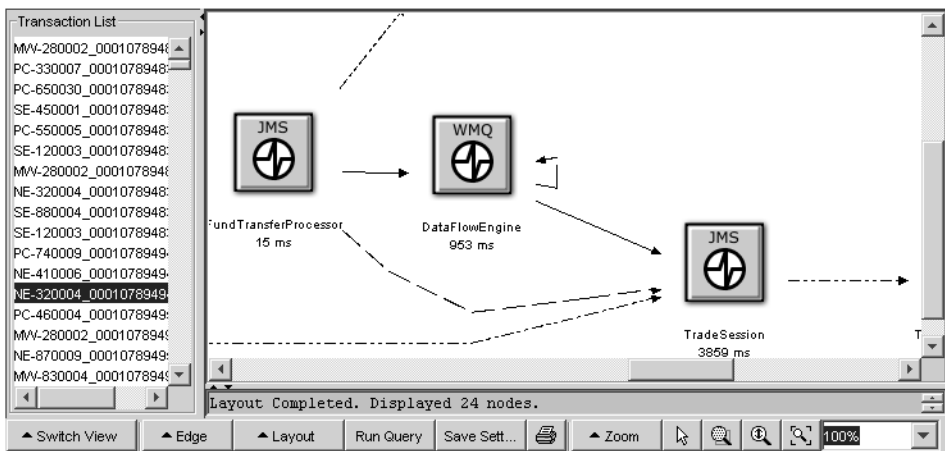 Transaction List
MW-280002_0001078948
PC-330007_0001078948
PC-650030_0001078948
SE-450001_0001078948
PC-550005_0001078948
SE-120003_0001078948
MW-280002_0001078948
NE-320004_0001078948
SE-880004_0001078948
SE-120003_0001078948
PC-740009_0001078949
NE-410006_0001078949
NE-320004_0001078949
PC-460004_0001078949
MW-280002_000107894
NE-870009_000107894
MW-830004_000107894
JMS
FundTransferProcessor
15 ms
WMQ
DataFlowEngine
953 ms
JMS
TradeSession
3859 ms
T
Layout Completed. Displayed 24 nodes.
Switch View
Edge
Layout
Run Query
Save Sett...
Zoom
100%